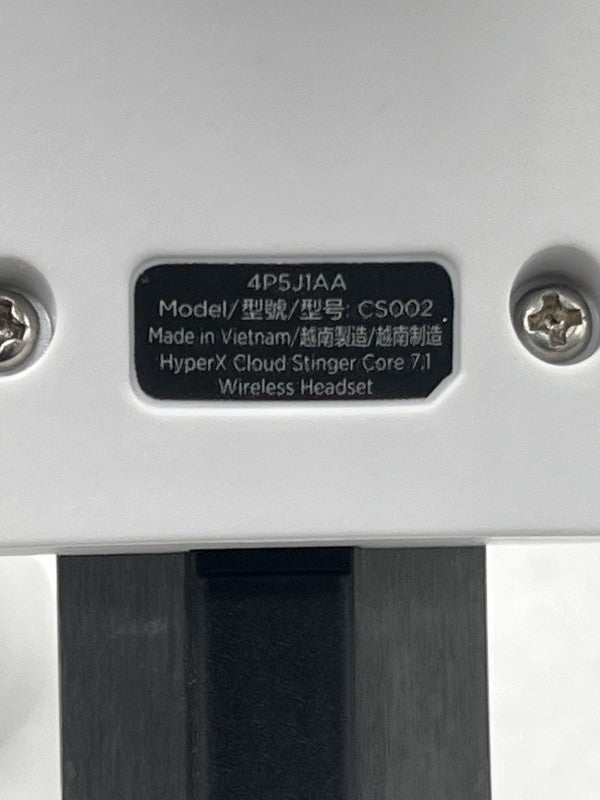 4P5J1AA
Model/型號/型号: CS002
Made in Vietnam/越南製造/越南制造
HyperX Cloud Stinger Core 7.1
Wireless Headset